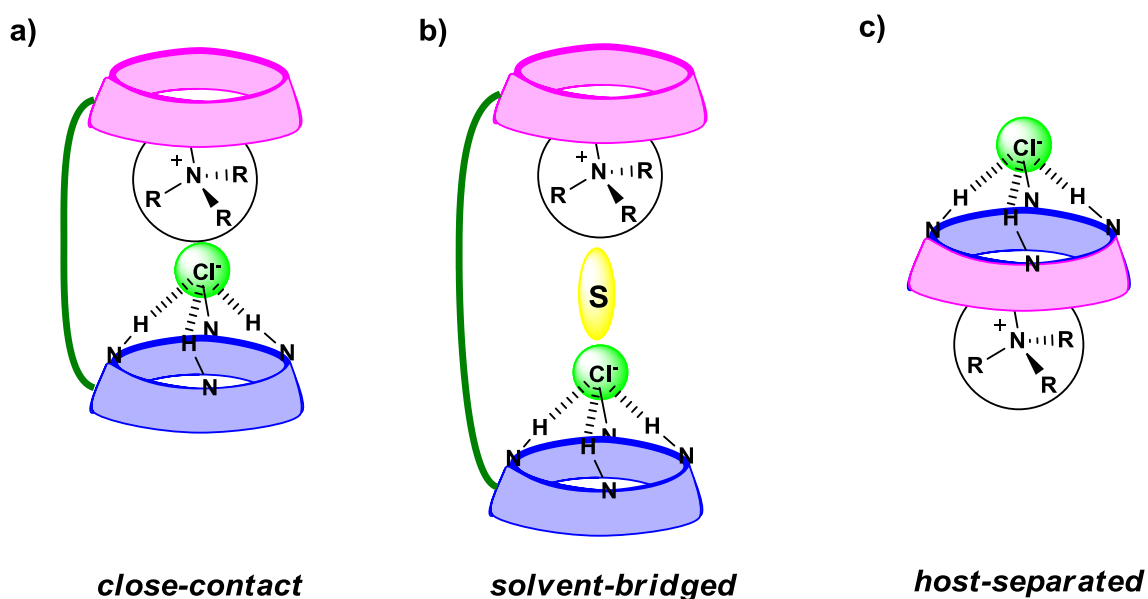 a)
b)
c)
+
N
R
R
R
Cl-
H
H
H
N
N
N
N
close-contact
+
N
R
R
R
S
Cl-
H
H
H
N
N
N
N
solvent-bridged
Cl-
H
H
H
N
N
N
N
+
N
R
R
R
host-separated